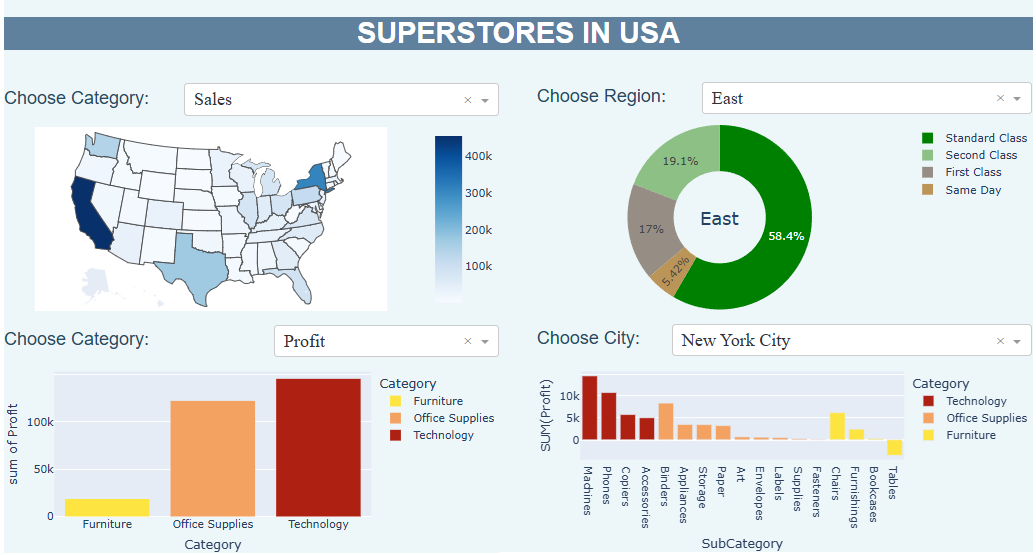 SUPERSTORES IN USA
Choose Category:
Sales
×
400k
300k
200k
100k
Choose Region:
East
×
19.1%
17%
5.42%
58.4%
East
Standard Class
Second Class
First Class
Same Day
Choose Category:
Profit
×
sum of Profit
100k
50k
0
Furniture
Office Supplies
Technology
Category
Category
Furniture
Office Supplies
Technology
Choose City:
New York City
×
SUM(Profit)
10k
5k
0
Machines
Phones
Copiers
Accessories
Binders
Appliances
Storage
Paper
Art
Envelopes
Labels
Supplies
Fasteners
Chairs
Furnishings
Bookcases
Tables
SubCategory
Category
Technology
Office Supplies
Furniture